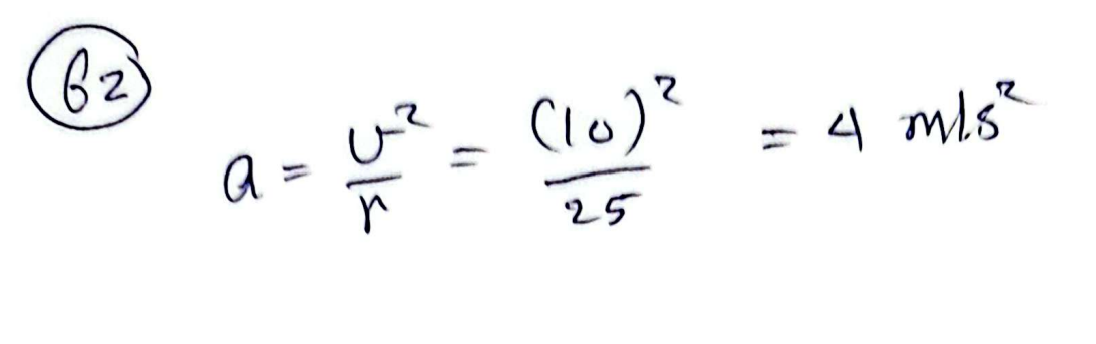 62
a = v²/r = (10)²/25 = 4 m/s²